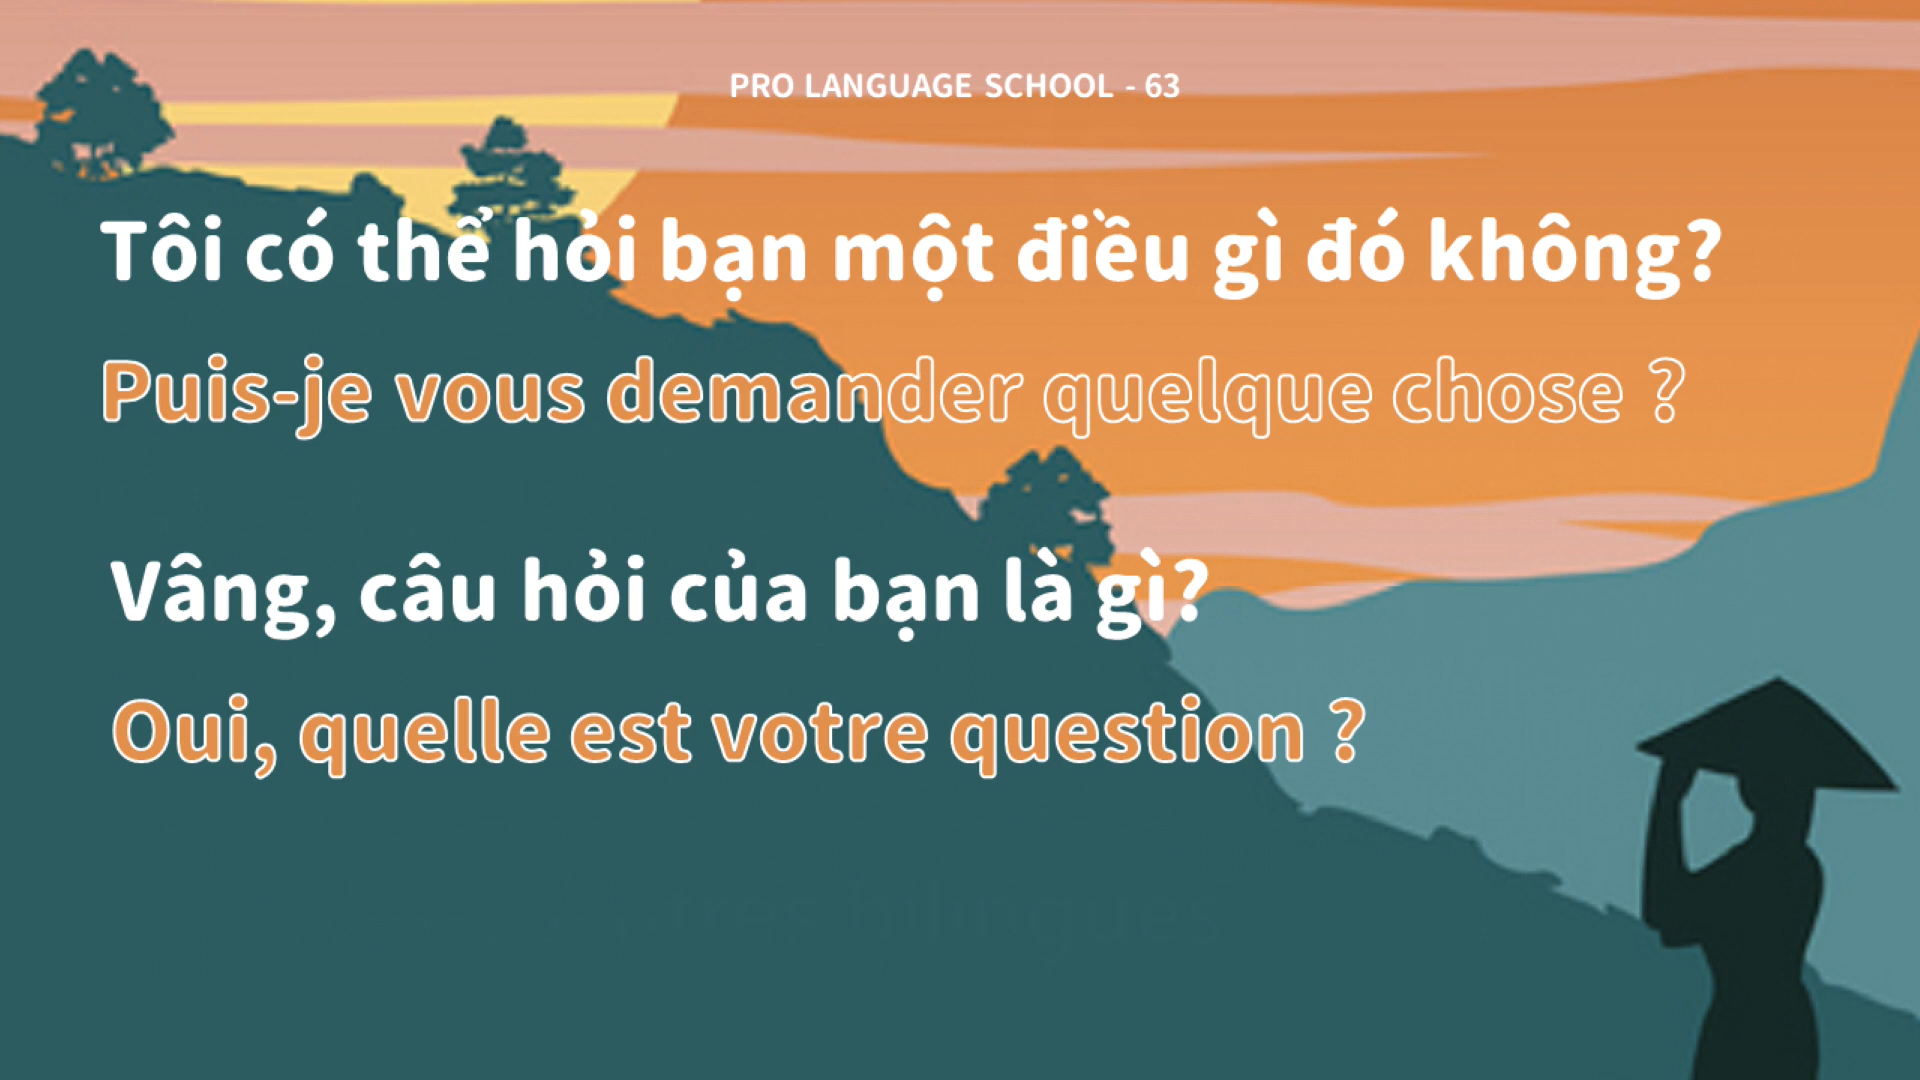 PRO LANGUAGE SCHOOL - 63
Tôi có thể hỏi bạn một điều gì đó không?
Puis-je vous demander quelque chose ?
Vâng, câu hỏi của bạn là gì?
Oui, quelle est votre question ?